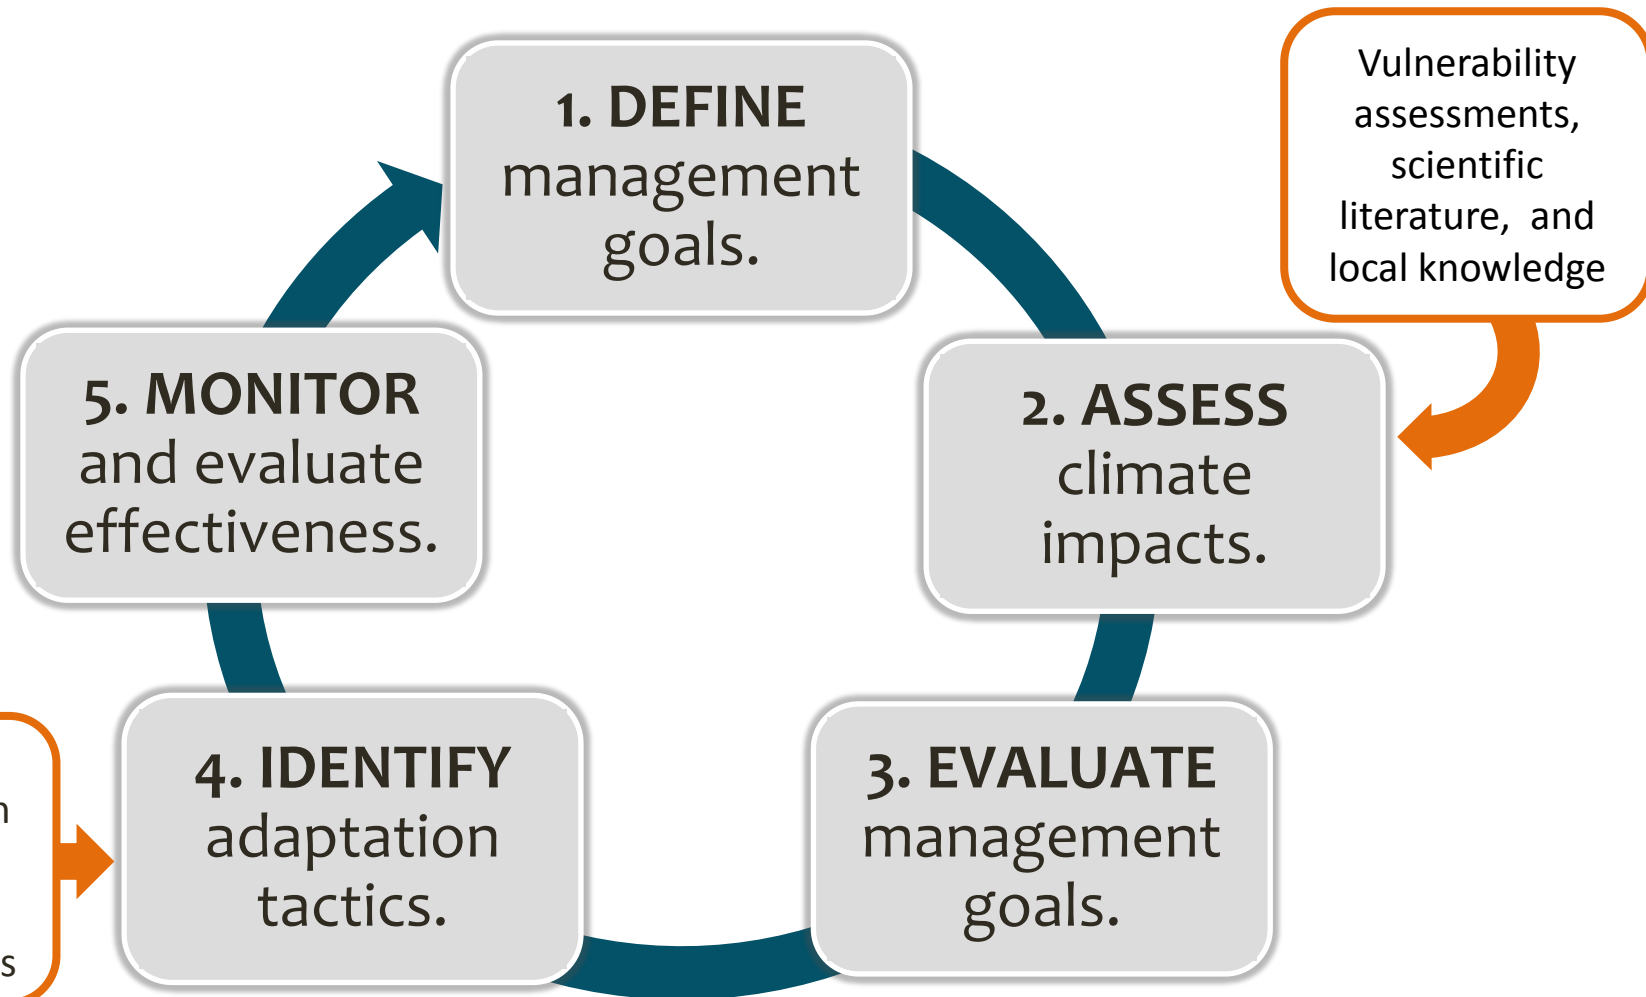 1. DEFINE
management
goals.
Vulnerability
assessments,
scientific
literature, and
local knowledge
2. ASSESS
climate
impacts.
3. EVALUATE
management
goals.
4. IDENTIFY
adaptation
tactics.
5. MONITOR
and evaluate
effectiveness.